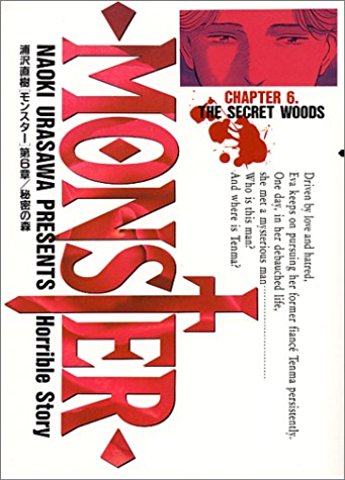 CHAPTER 6.
THE SECRET WOODS
MONSTER
NAOKI URASAWA PRESENTS Horrible Story
浦沢直樹「モンスター」第6章/秘密の森
Driven by love and hatred,
Eva keeps on pursuing her former fiancé Tenma persistently.
One day, in her debauched life,
she met a mysterious man………………………
Who is this man?
And where is Tenma?